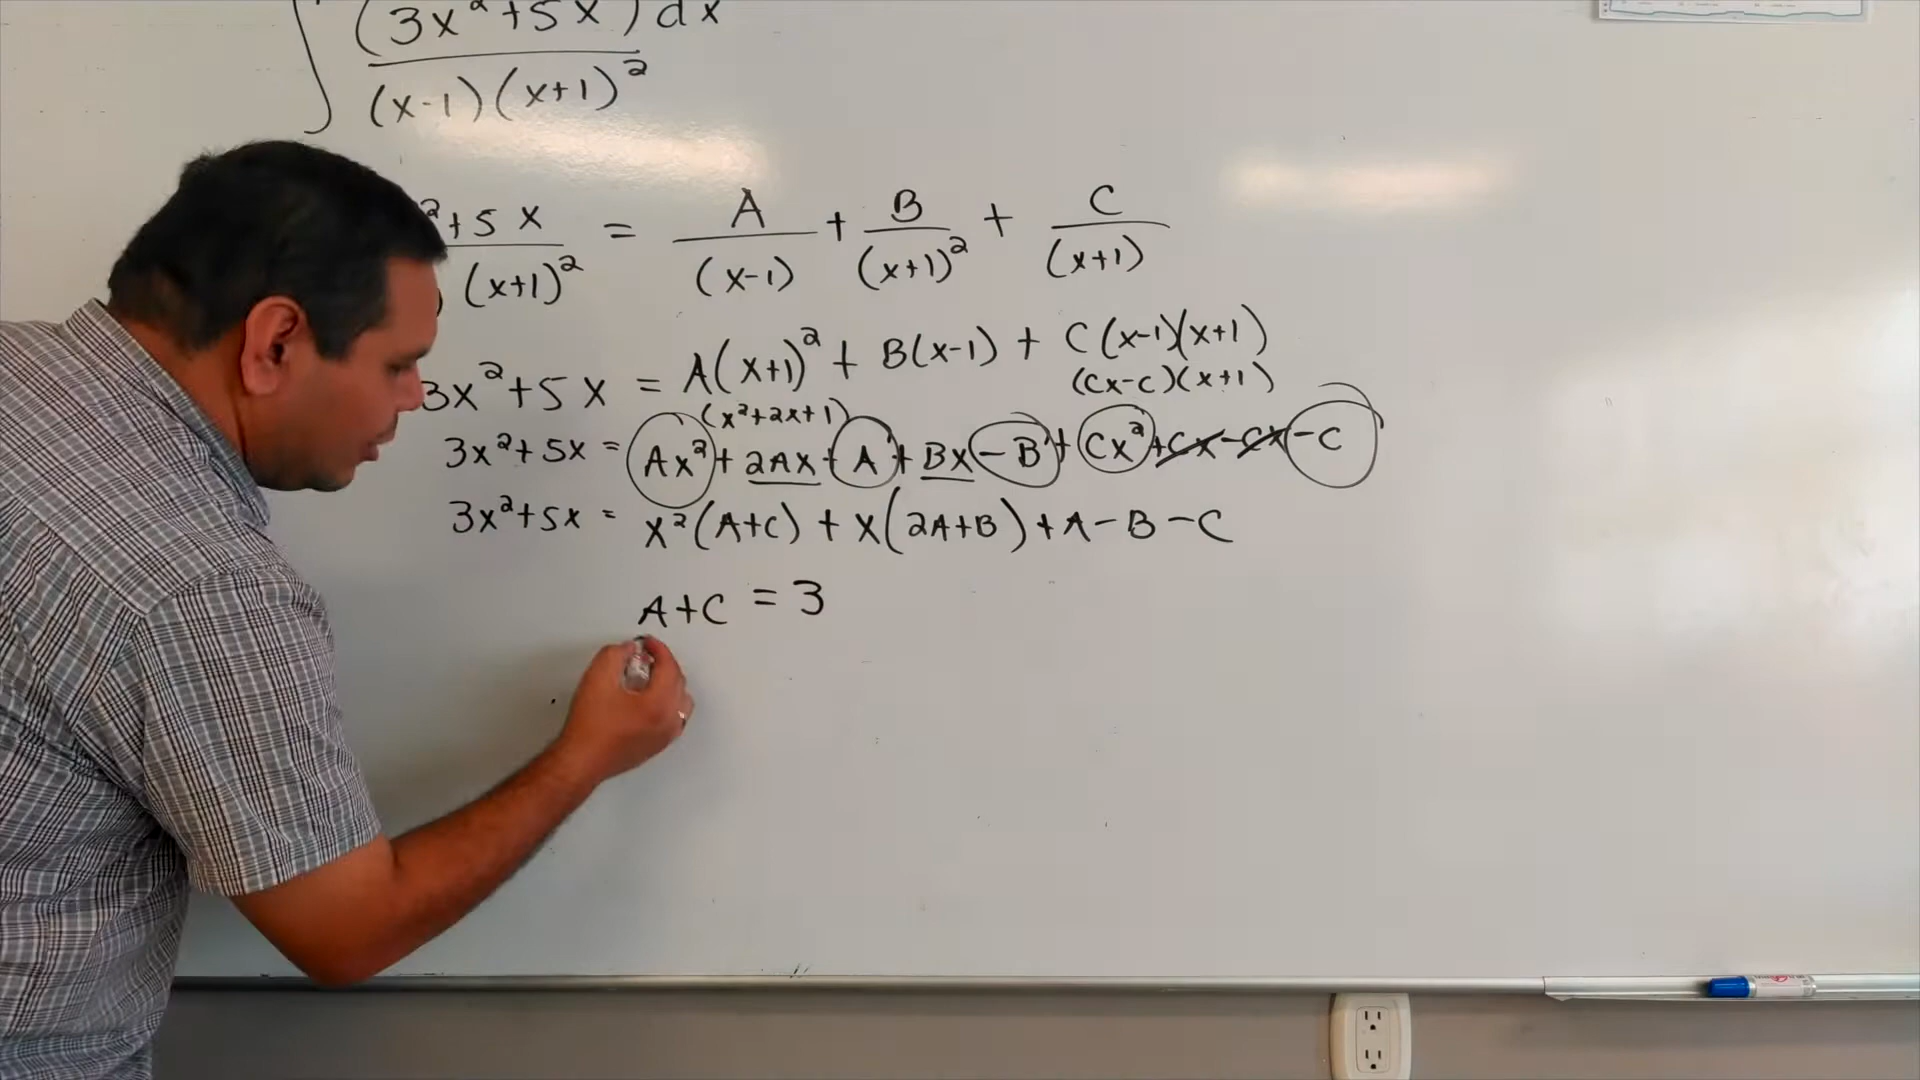 ∫ (3x²+5x)dx
(x-1)(x+1)²
²+5x / (x+1)² = A/(x-1) + B/(x+1)² + C/(x+1)
3x²+5x = A(x+1)² + B(x-1) + C(x-1)(x+1)
(x²+2x+1) (Cx-C)(x+1)
3x²+5x = Ax² + 2Ax + A + Bx - B + Cx² + Cx - Cx - C
3x²+5x = x²(A+C) + x(2A+B) + A-B-C
A+C = 3